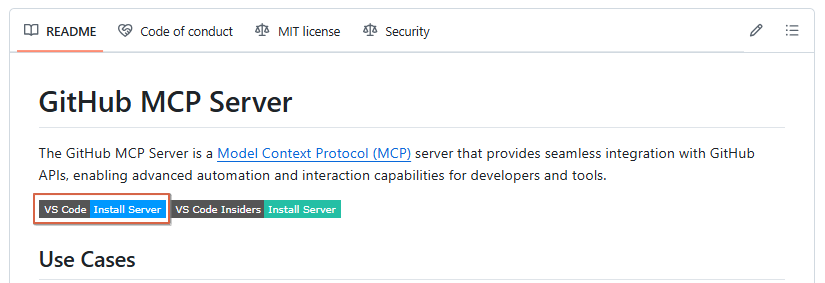 README Code of conduct MIT license Security
GitHub MCP Server
The GitHub MCP Server is a Model Context Protocol (MCP) server that provides seamless integration with GitHub
APIs, enabling advanced automation and interaction capabilities for developers and tools.
VS Code Install Server VS Code Insiders Install Server
Use Cases